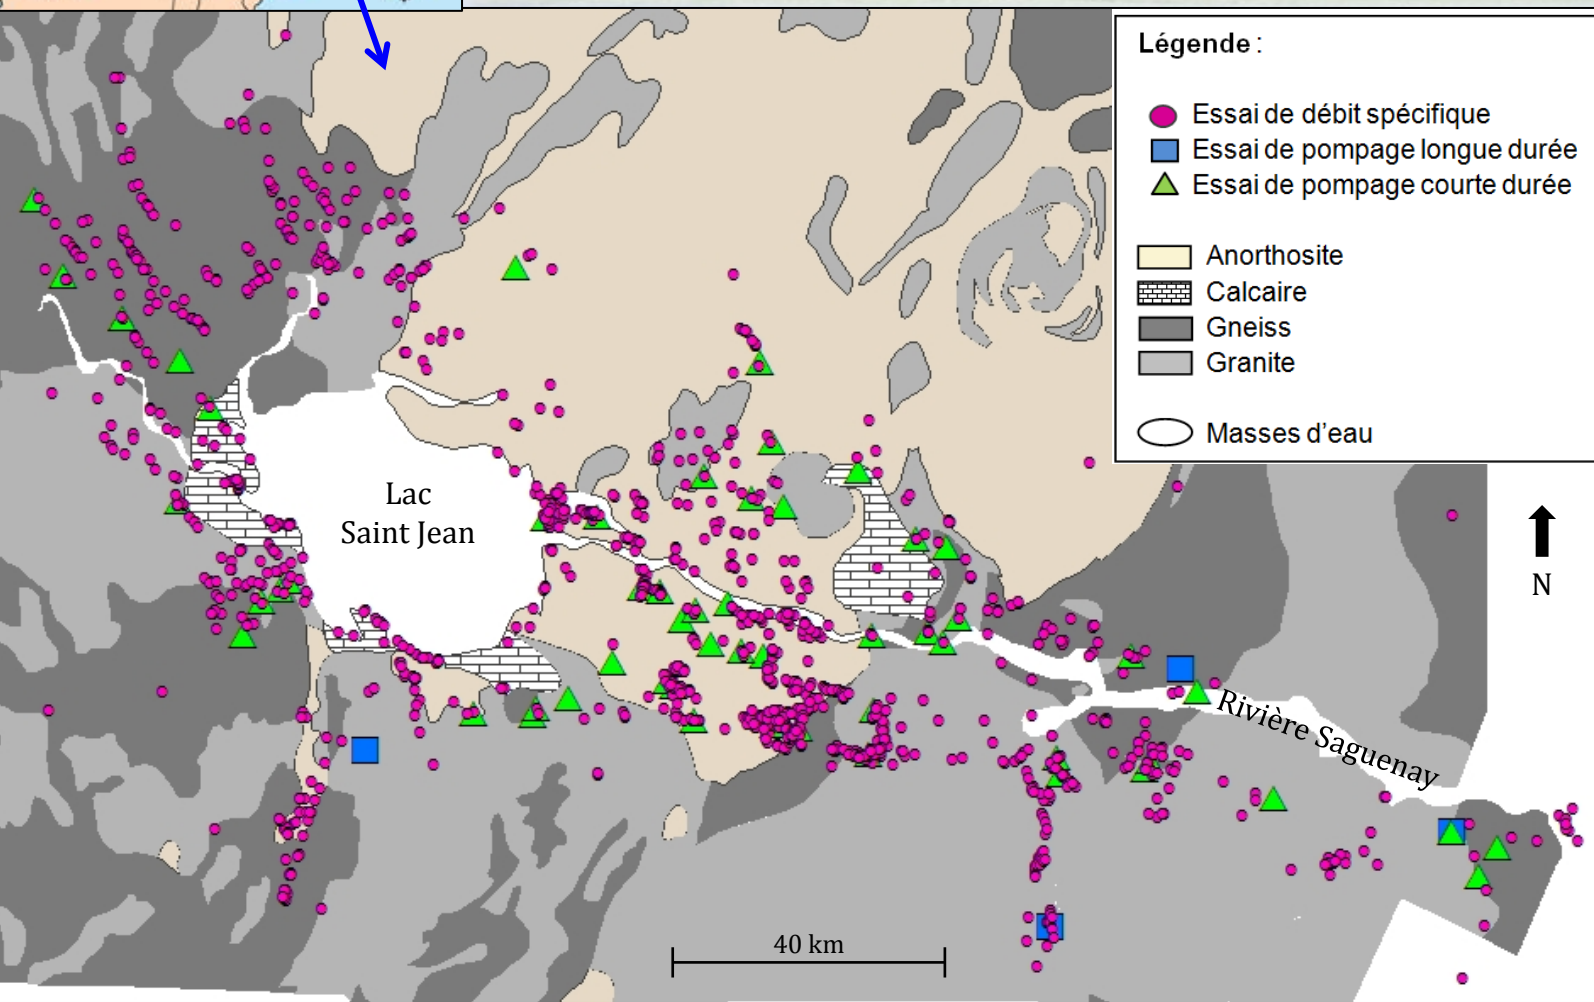 Légende :
Essai de débit spécifique
Essai de pompage longue durée
Essai de pompage courte durée
Anorthosite
Calcaire
Gneiss
Granite
Masses d’eau
Lac
Saint Jean
N
Rivière Saguenay
40 km